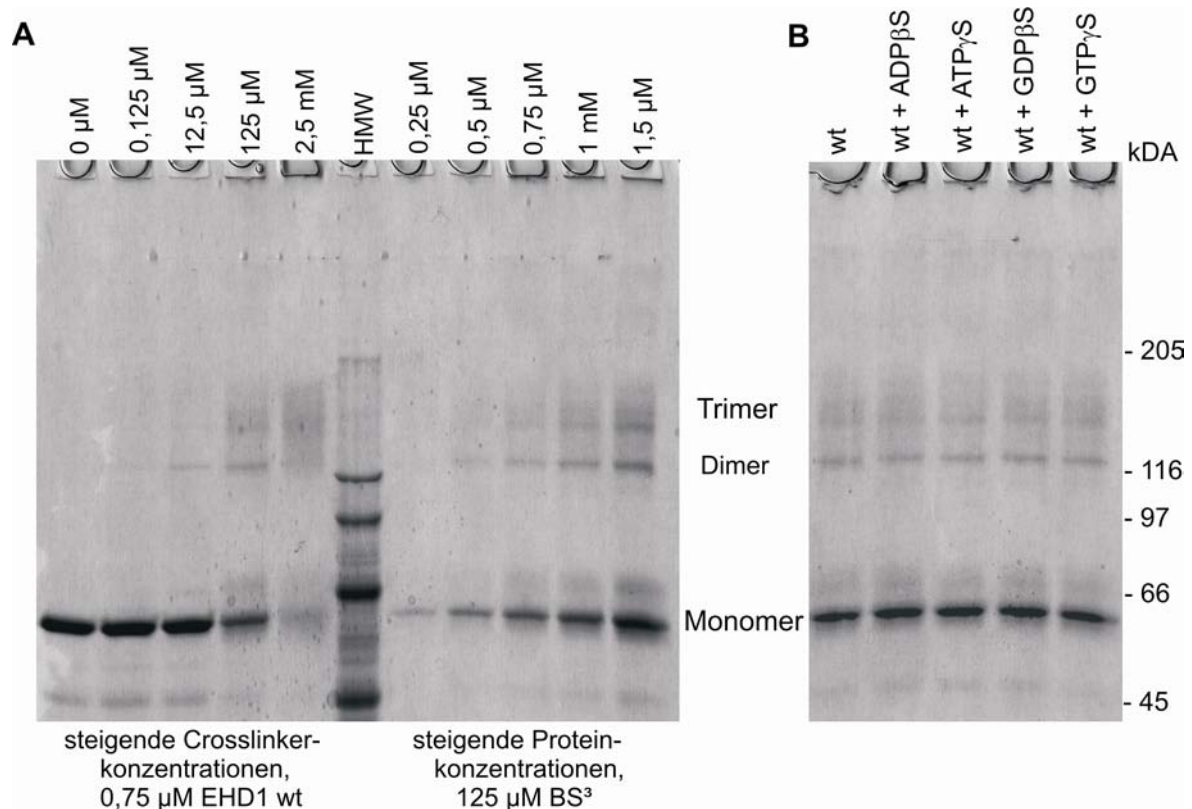 A
0 µM
0,125 µM
12,5 µM
125 µM
2,5 mM
HMW
0,25 µM
0,5 µM
0,75 µM
1 mM
1,5 µM
Trimer
Dimer
Monomer
steigende Crosslinker-
konzentrationen,
0,75 µM EHD1 wt
steigende Protein-
konzentrationen,
125 µM BS³
B
wt
wt + ADPβS
wt + ATPγS
wt + GDPβS
wt + GTPγS
kDA
- 205
- 116
- 97
- 66
- 45